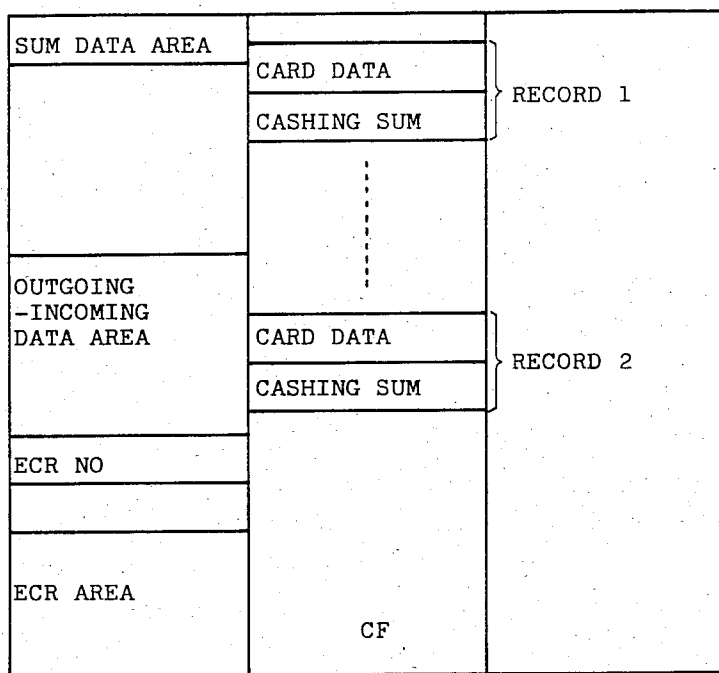 SUM DATA AREA
CARD DATA
CASHING SUM
RECORD 1
OUTGOING
-INCOMING
DATA AREA
CARD DATA
CASHING SUM
RECORD 2
ECR NO
ECR AREA
CF